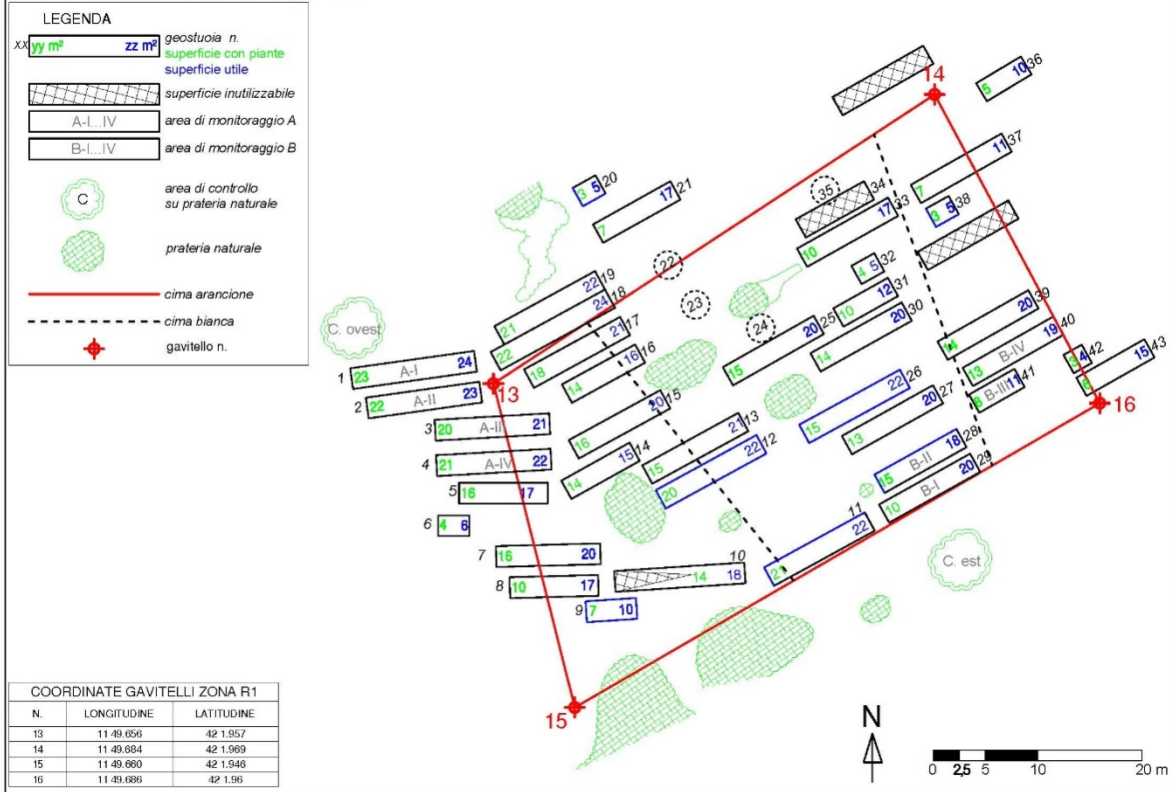 LEGENDA
XX yy m² zz m² geostuoia n.
superficie con piante
superficie utile
superficie inutilizzabile
A-I...IV area di monitoraggio A
B-I...IV area di monitoraggio B
C area di controllo
su prateria naturale
prateria naturale
cima arancione
cima bianca
gavitello n.
14
5 10 36
7 11 37
3 5 38
3 5 20
7 17 21
35
34
10 17 33
22
4 5 32
23
10 12 31
24
14 20 30
15 20 25
21 22 19
22 24 18
18 21 17
14 16 16
C. ovest
1 23 A-I 24
13
2 22 A-II 23
3 20 A-II 21
4 21 A-IV 22
5 16 17
6 4 6
7 16 20
8 10 17
9 7 10
10
14 18
16 20 15
14 15 14
15 21 13
20 22 12
15 22 26
13 20 27
14 20 39
13 B-IV 19 40
8 B-III 11 41
3 4 42
6 15 43
16
15 B-II 18 28
10 B-I 20 29
11
22
C. est
15
COORDINATE GAVITELLI ZONA R1
N. LONGITUDINE LATITUDINE
13 11 49.656 42 1.957
14 11 49.684 42 1.969
15 11 49.660 42 1.946
16 11 49.686 42 1.96
N
0 2,5 5 10 20 m